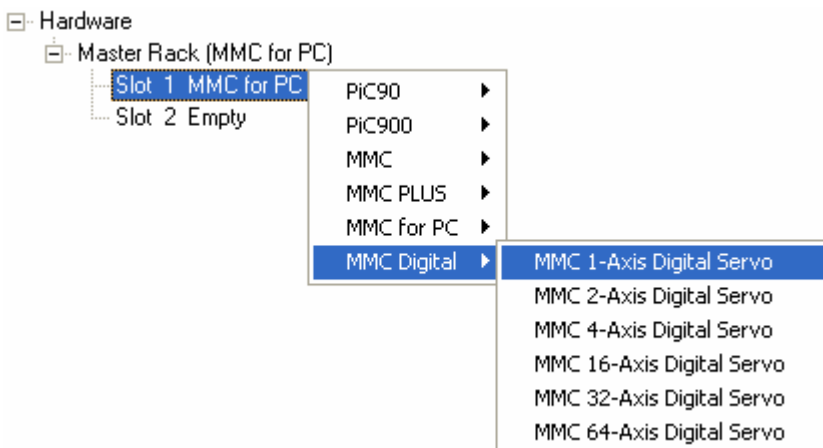 Hardware
Master Rack (MMC for PC)
Slot 1 MMC for PC
Slot 2 Empty
PiC90
PiC900
MMC
MMC PLUS
MMC for PC
MMC Digital
MMC 1-Axis Digital Servo
MMC 2-Axis Digital Servo
MMC 4-Axis Digital Servo
MMC 16-Axis Digital Servo
MMC 32-Axis Digital Servo
MMC 64-Axis Digital Servo